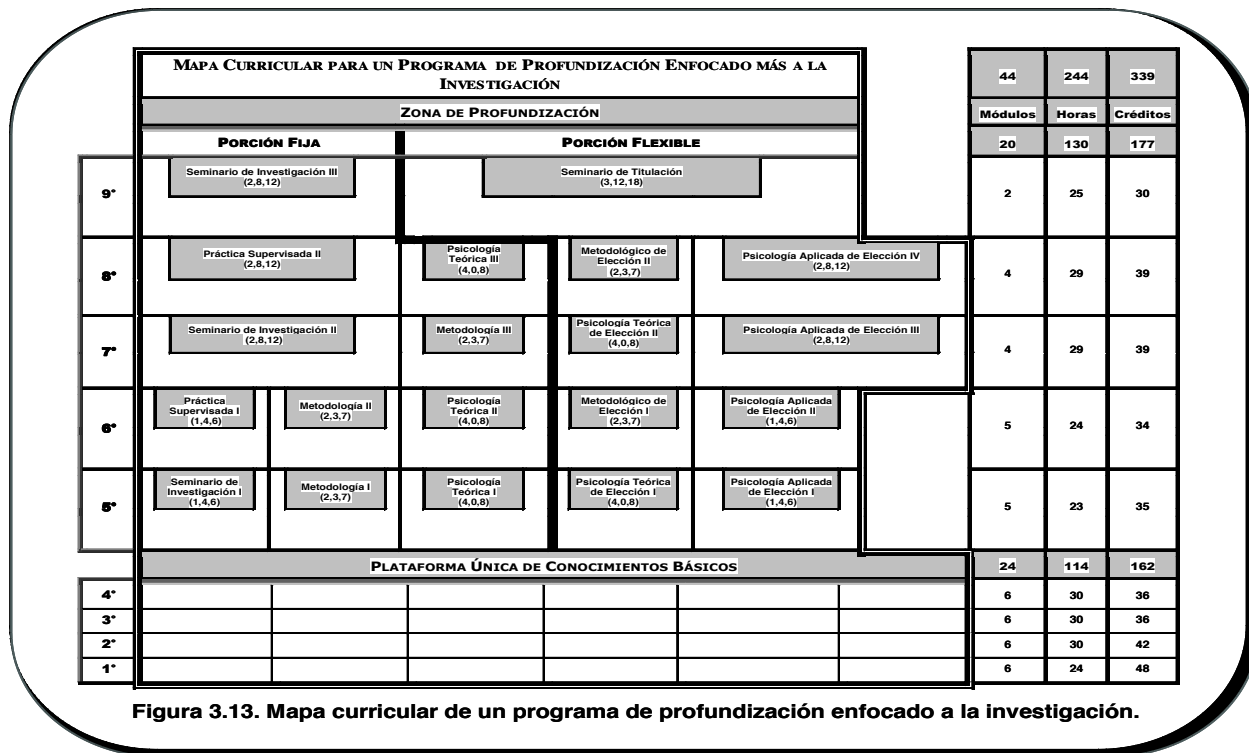 MAPA CURRICULAR PARA UN PROGRAMA DE PROFUNDIZACIÓN ENFOCADO MÁS A LA
INVESTIGACIÓN
44 244 339
ZONA DE PROFUNDIZACIÓN
Módulos Horas Créditos
PORCIÓN FIJA PORCIÓN FLEXIBLE
20 130 177
9°
Seminario de Investigación III
(2,8,12)
Seminario de Titulación
(3,12,18)
2 25 30
8°
Práctica Supervisada II
(2,8,12)
Psicología
Teórica III
(4,0,8)
Metodológico de
Elección II
(2,3,7)
Psicología Aplicada de Elección IV
(2,8,12)
4 29 39
7°
Seminario de Investigación II
(2,8,12)
Metodología III
(2,3,7)
Psicología Teórica
de Elección II
(4,0,8)
Psicología Aplicada de Elección III
(2,8,12)
4 29 39
6°
Práctica
Supervisada I
(1,4,6)
Metodología II
(2,3,7)
Psicología
Teórica II
(4,0,8)
Metodológico de
Elección I
(2,3,7)
Psicología Aplicada
de Elección II
(1,4,6)
5 24 34
5°
Seminario de
Investigación I
(1,4,6)
Metodología I
(2,3,7)
Psicología
Teórica I
(4,0,8)
Psicología Teórica
de Elección I
(4,0,8)
Psicología Aplicada
de Elección I
(1,4,6)
5 23 35
PLATAFORMA ÚNICA DE CONOCIMIENTOS BÁSICOS
24 114 162
4° 6 30 36
3° 6 30 36
2° 6 30 42
1° 6 24 48
Figura 3.13. Mapa curricular de un programa de profundización enfocado a la investigación.